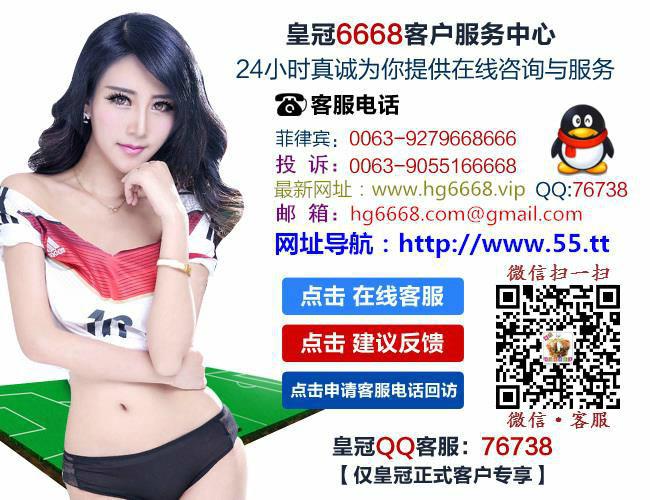 皇冠6668客户服务中心
24小时真诚为你提供在线咨询与服务
客服电话
菲律宾：0063-9279668666
投 诉：0063-9055166668
最新网址：www.hg6668.vip QQ:76738
邮 箱：hg6668.com@gmail.com
网址导航：http://www.55.tt
微信扫一扫
点击 在线客服
点击 建议反馈
点击申请客服电话回访
微信·客服
皇冠QQ客服：76738
【仅皇冠正式客户专享】